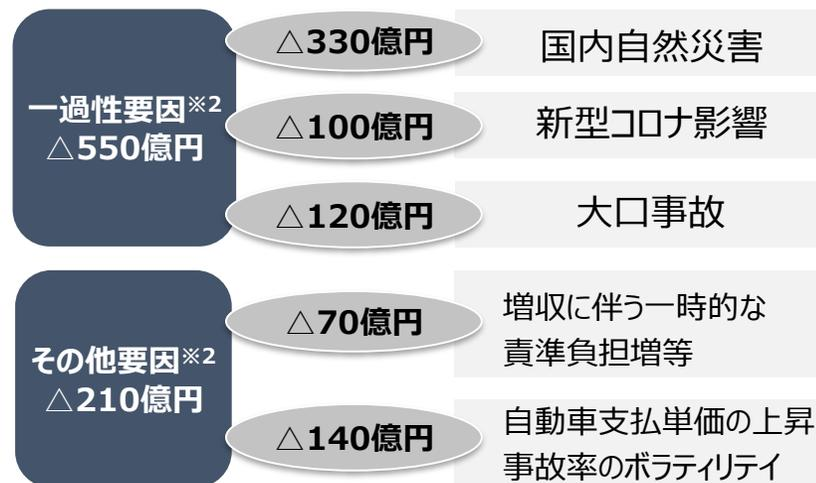 一過性要因※2
△550億円
△330億円
国内自然災害
△100億円
新型コロナ影響
△120億円
大口事故
その他要因※2
△210億円
△70億円
増収に伴う一時的な
責準負担増等
△140億円
自動車支払単価の上昇
事故率のボラティリテイ